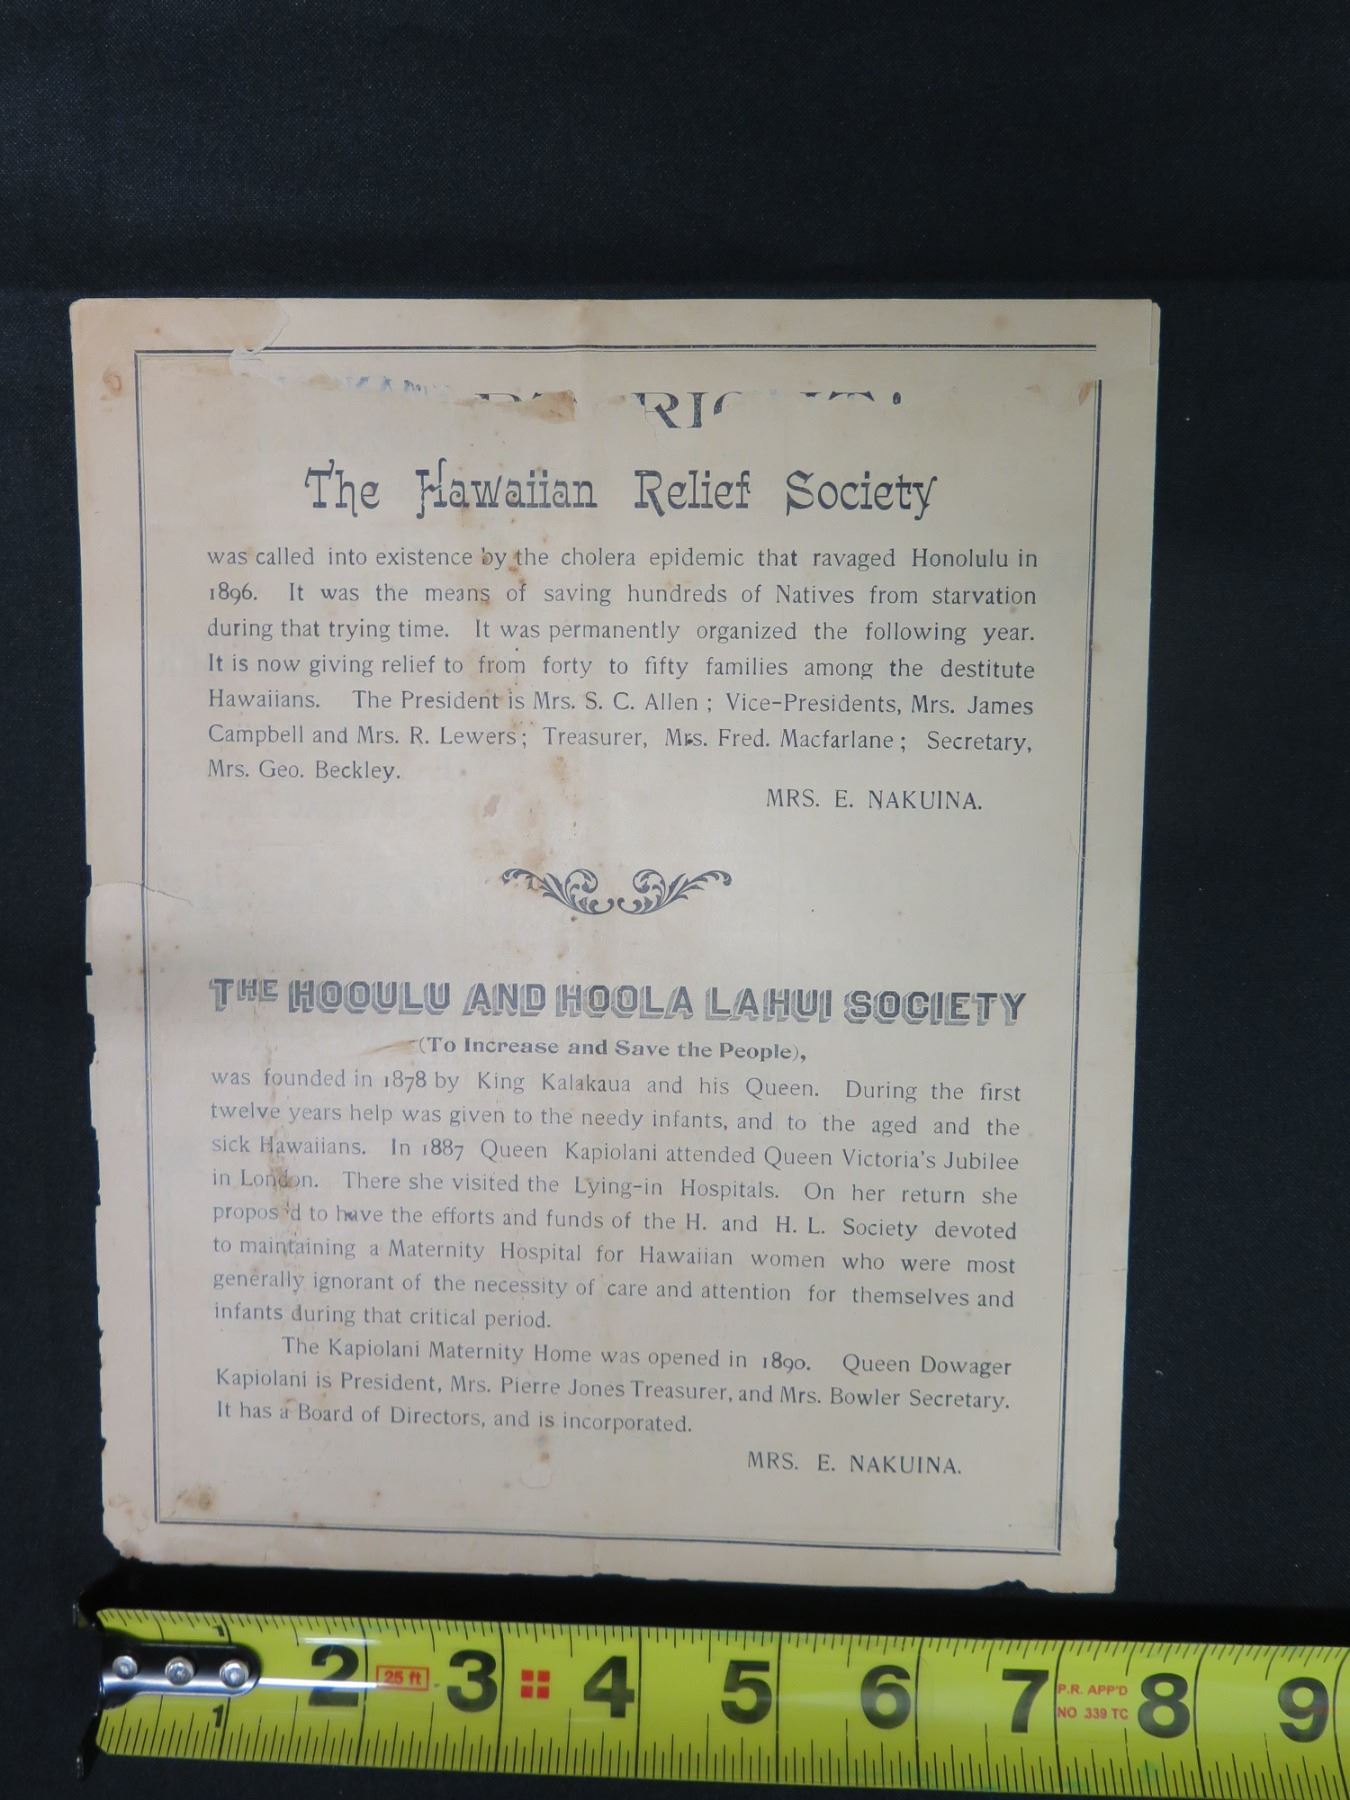 The Hawaiian Relief Society
was called into existence by the cholera epidemic that ravaged Honolulu in
1896. It was the means of saving hundreds of Natives from starvation
during that trying time. It was permanently organized the following year.
It is now giving relief to from forty to fifty families among the destitute
Hawaiians. The President is Mrs. S. C. Allen ; Vice-Presidents, Mrs. James
Campbell and Mrs. R. Lewers; Treasurer, Mrs. Fred. Macfarlane ; Secretary,
Mrs. Geo. Beckley.
MRS. E. NAKUINA.
THE HOOULU AND HOOLA LAHUI SOCIETY
(To Increase and Save the People),
was founded in 1878 by King Kalakaua and his Queen. During the first
twelve years help was given to the needy infants, and to the aged and the
sick Hawaiians. In 1887 Queen Kapiolani attended Queen Victoria's Jubilee
in London. There she visited the Lying-in Hospitals. On her return she
propos'd to have the efforts and funds of the H. and H. L. Society devoted
to maintaining a Maternity Hospital for Hawaiian women who were most
generally ignorant of the necessity of care and attention for themselves and
infants during that critical period.
The Kapiolani Maternity Home was opened in 1890. Queen Dowager
Kapiolani is President, Mrs. Pierre Jones Treasurer, and Mrs. Bowler Secretary.
It has a Board of Directors, and is incorporated.
MRS. E. NAKUINA.
1
2 25 ft 3 4 5 6 7 P.R. APP'D NO 339 TC 8 9
1